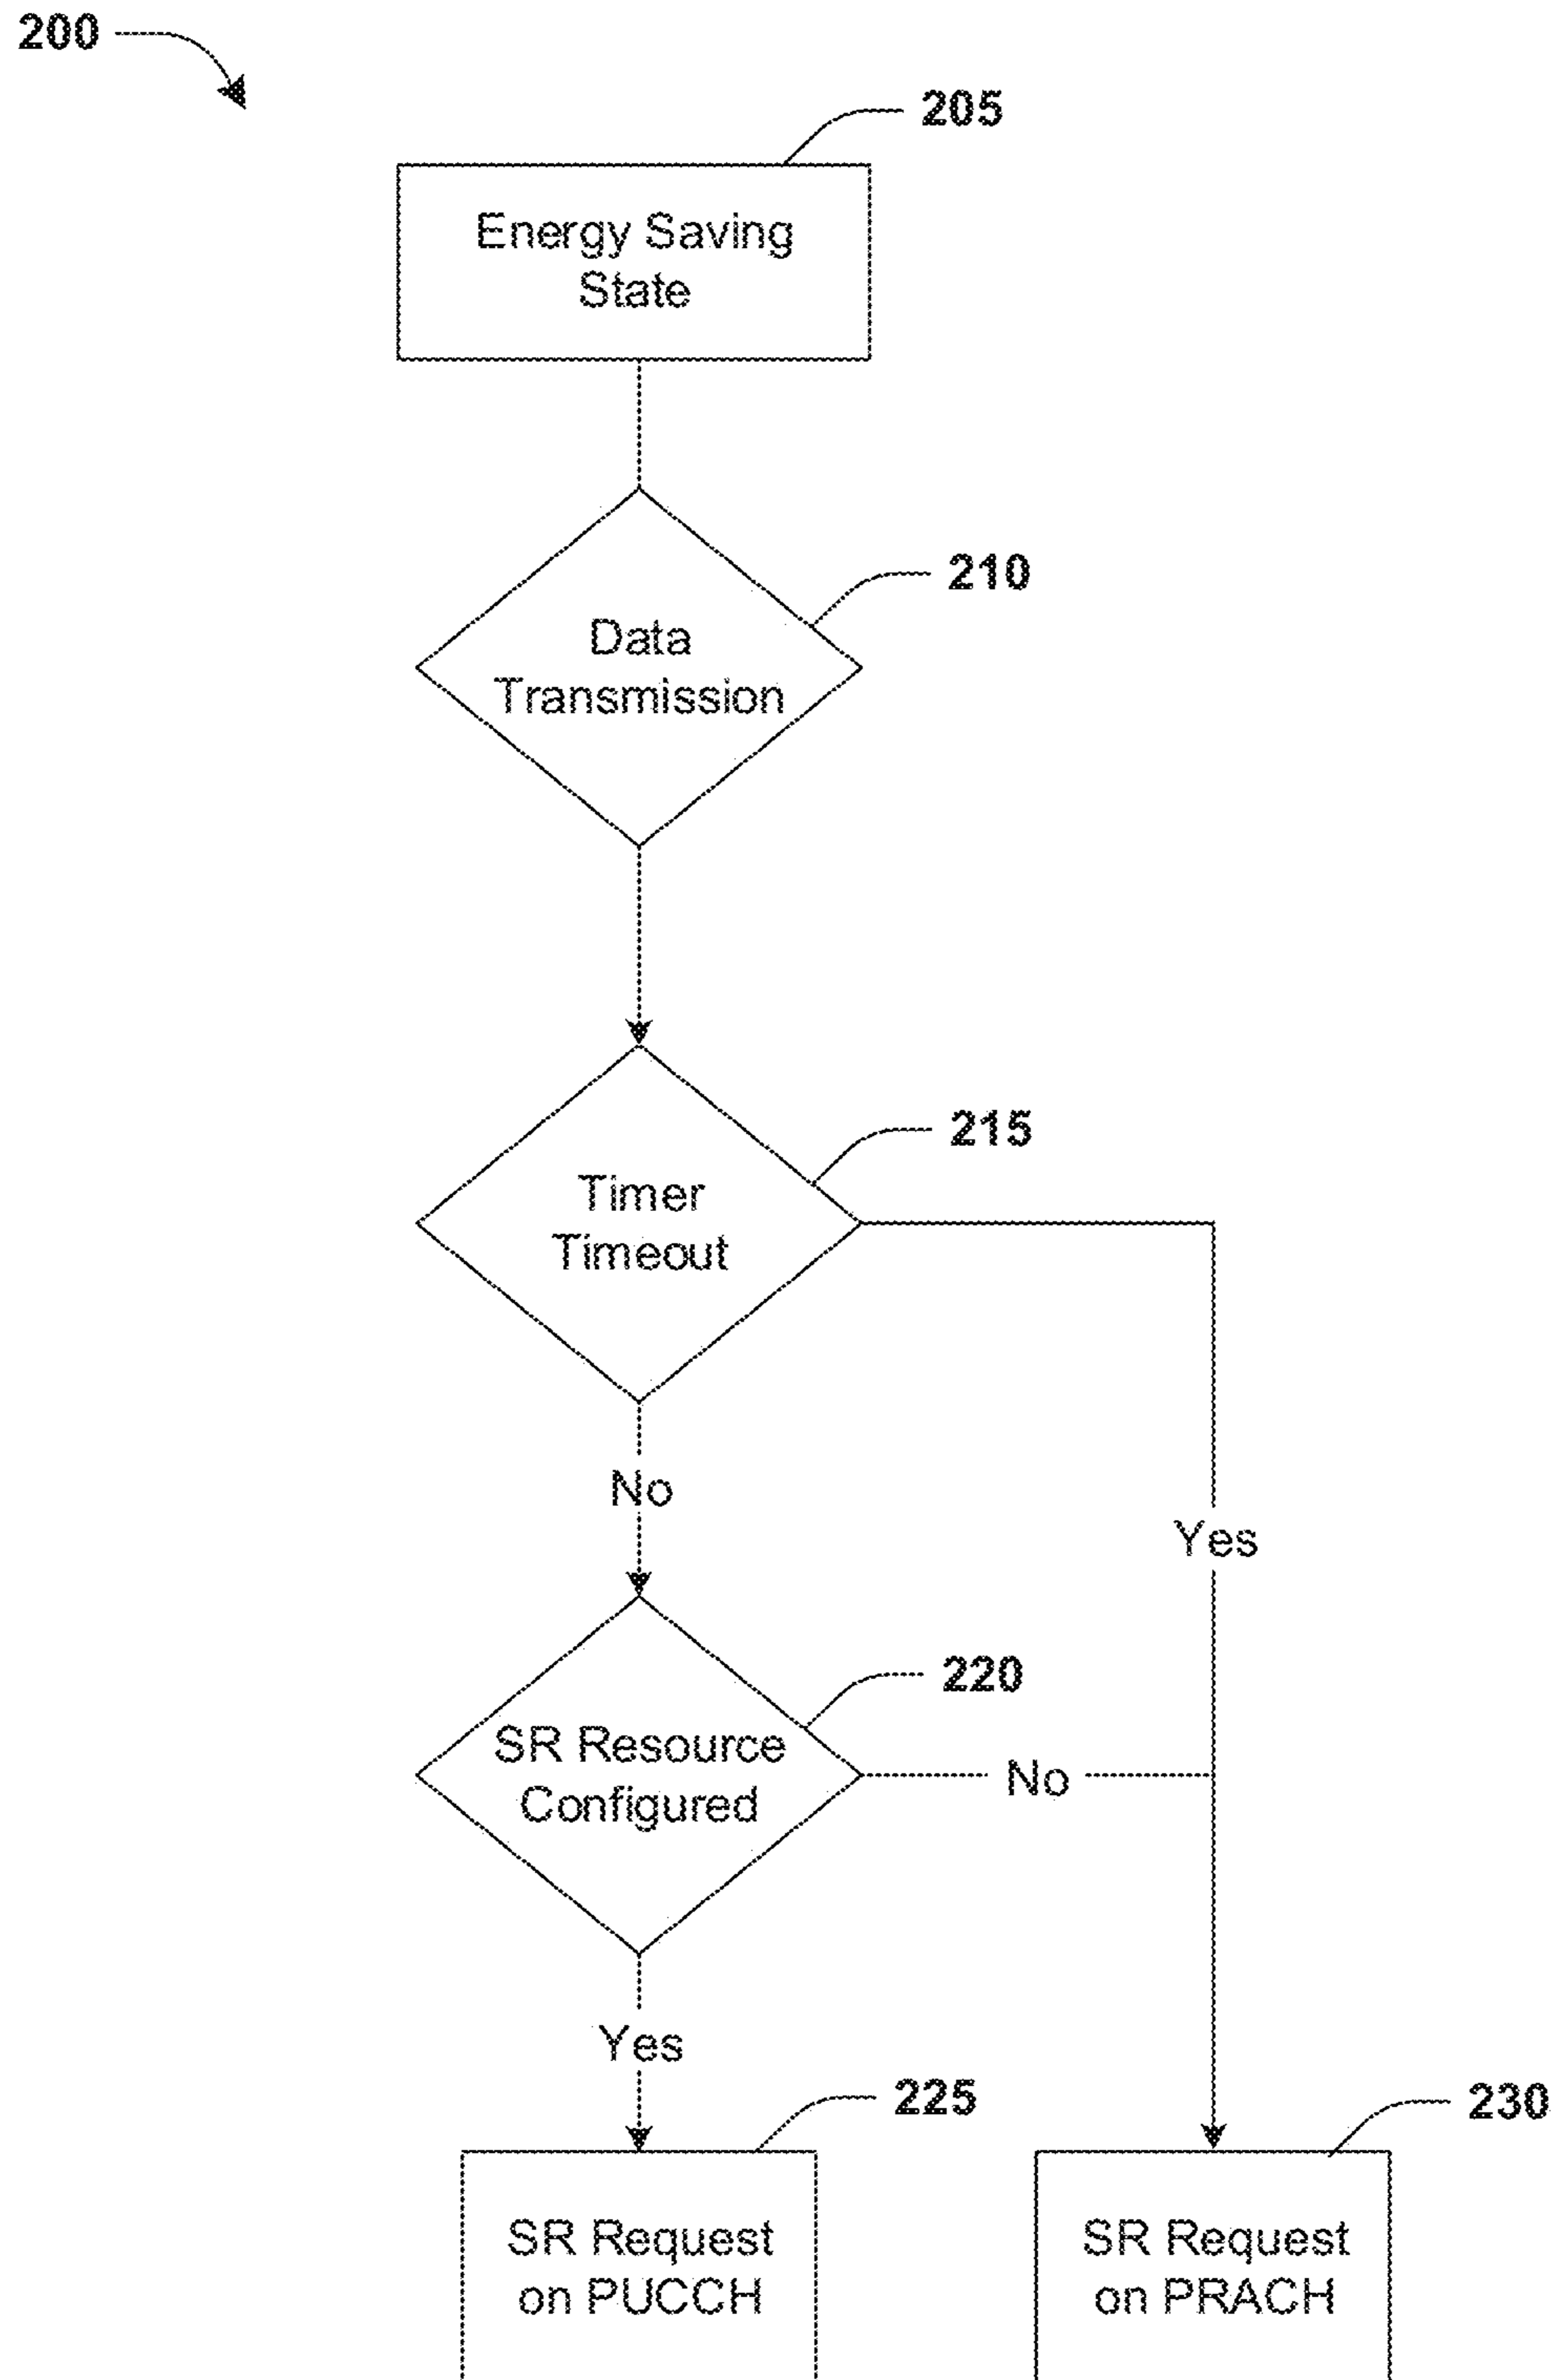 200
205
Energy Saving
State
210
Data
Transmission
215
Timer
Timeout
No
Yes
220
SR Resource
Configured
No
Yes
225
230
SR Request
on PUCCH
SR Request
on PRACH